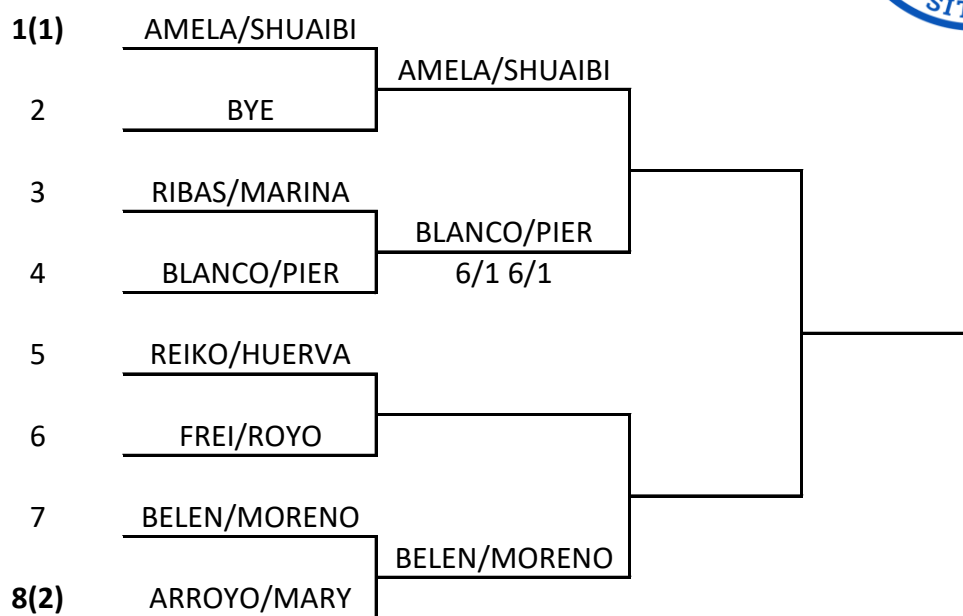 1(1) AMELA/SHUAIBI
AMELA/SHUAIBI
2 BYE
3 RIBAS/MARINA
BLANCO/PIER
4 BLANCO/PIER 6/1 6/1
5 REIKO/HUERVA
6 FREI/ROYO
7 BELEN/MORENO
BELEN/MORENO
8(2) ARROYO/MARY